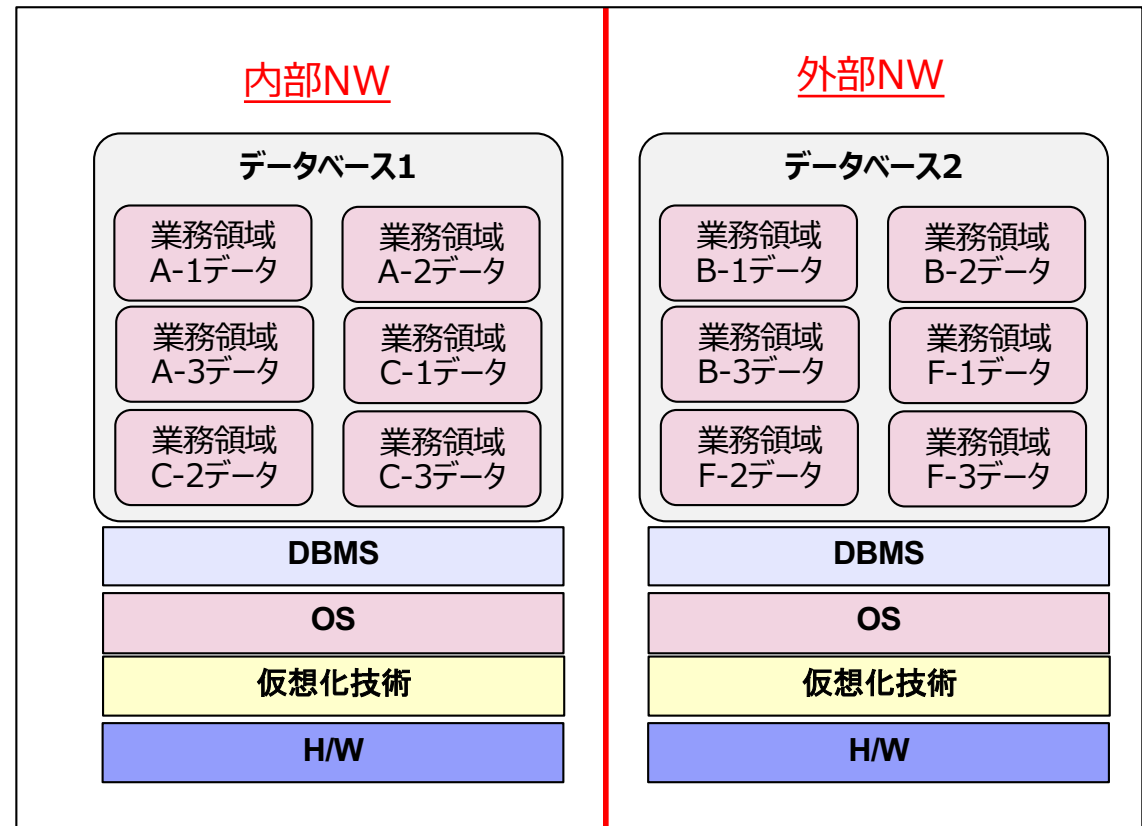 内部NW
データベース1
業務領域
A-1データ
業務領域
A-2データ
業務領域
A-3データ
業務領域
C-1データ
業務領域
C-2データ
業務領域
C-3データ
DBMS
OS
仮想化技術
H/W
外部NW
データベース2
業務領域
B-1データ
業務領域
B-2データ
業務領域
B-3データ
業務領域
F-1データ
業務領域
F-2データ
業務領域
F-3データ
DBMS
OS
仮想化技術
H/W